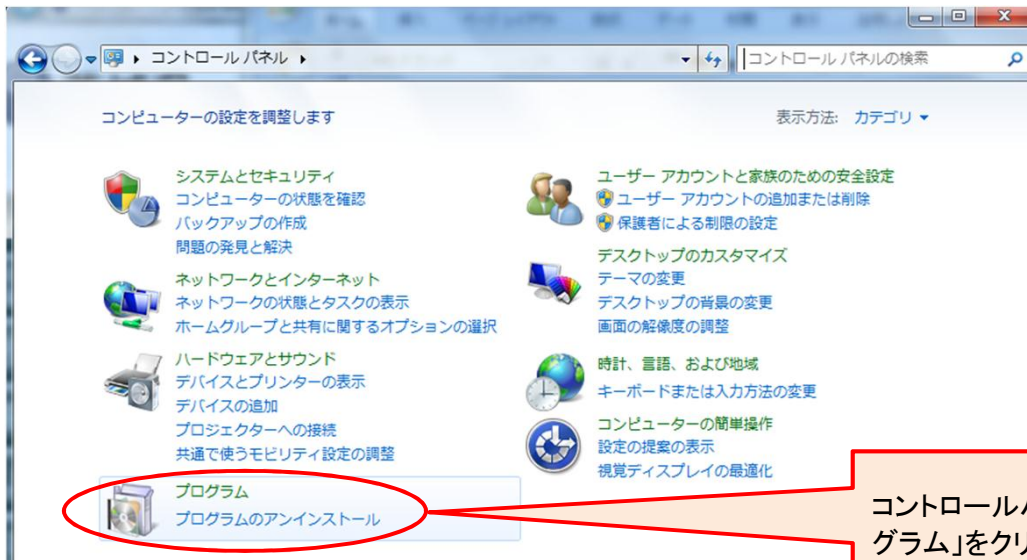 コントロール パネル
コントロール パネルの検索
コンピューターの設定を調整します
表示方法: カテゴリ
システムとセキュリティ
コンピューターの状態を確認
バックアップの作成
問題の発見と解決
ネットワークとインターネット
ネットワークの状態とタスクの表示
ホームグループと共有に関するオプションの選択
ハードウェアとサウンド
デバイスとプリンターの表示
デバイスの追加
プロジェクターへの接続
共通で使うモビリティ設定の調整
プログラム
プログラムのアンインストール
ユーザー アカウントと家族のための安全設定
ユーザー アカウントの追加または削除
保護者による制限の設定
デスクトップのカスタマイズ
テーマの変更
デスクトップの背景の変更
画面の解像度の調整
時計、言語、および地域
キーボードまたは入力方法の変更
コンピューターの簡単操作
設定の提案の表示
視覚ディスプレイの最適化
コントロール
グラム」をクリ